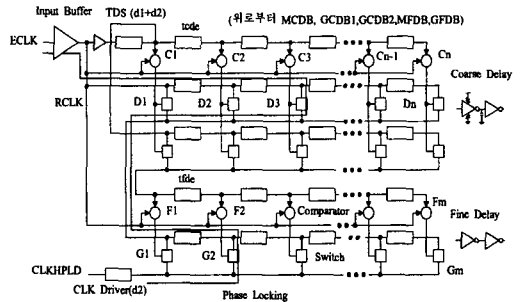 Input Buffer
TDS (d1+d2)
tcde
(위로부터 MCDB, GCDB1,GCDB2,MFDB,GFDB)
ECLK
C1 C2 C3 Cn-1 Cn
RCLK
D1 D2 D3 Dn
Coarse Delay
tfde
F1 F2 Comparator Fm
Fine Delay
G1 G2 Switch Gm
CLKHPLD
CLK Driver(d2)
Phase Locking